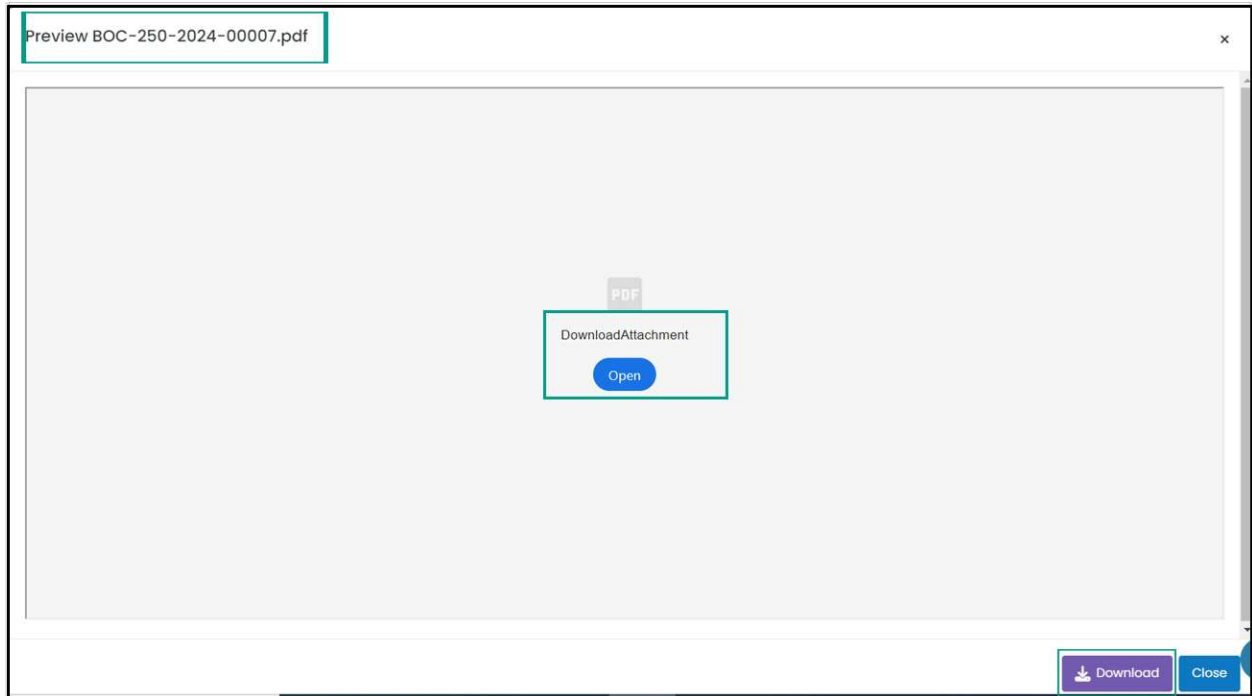 Preview BOC-250-2024-00007.pdf ×
PDF
DownloadAttachment
Open
Download Close